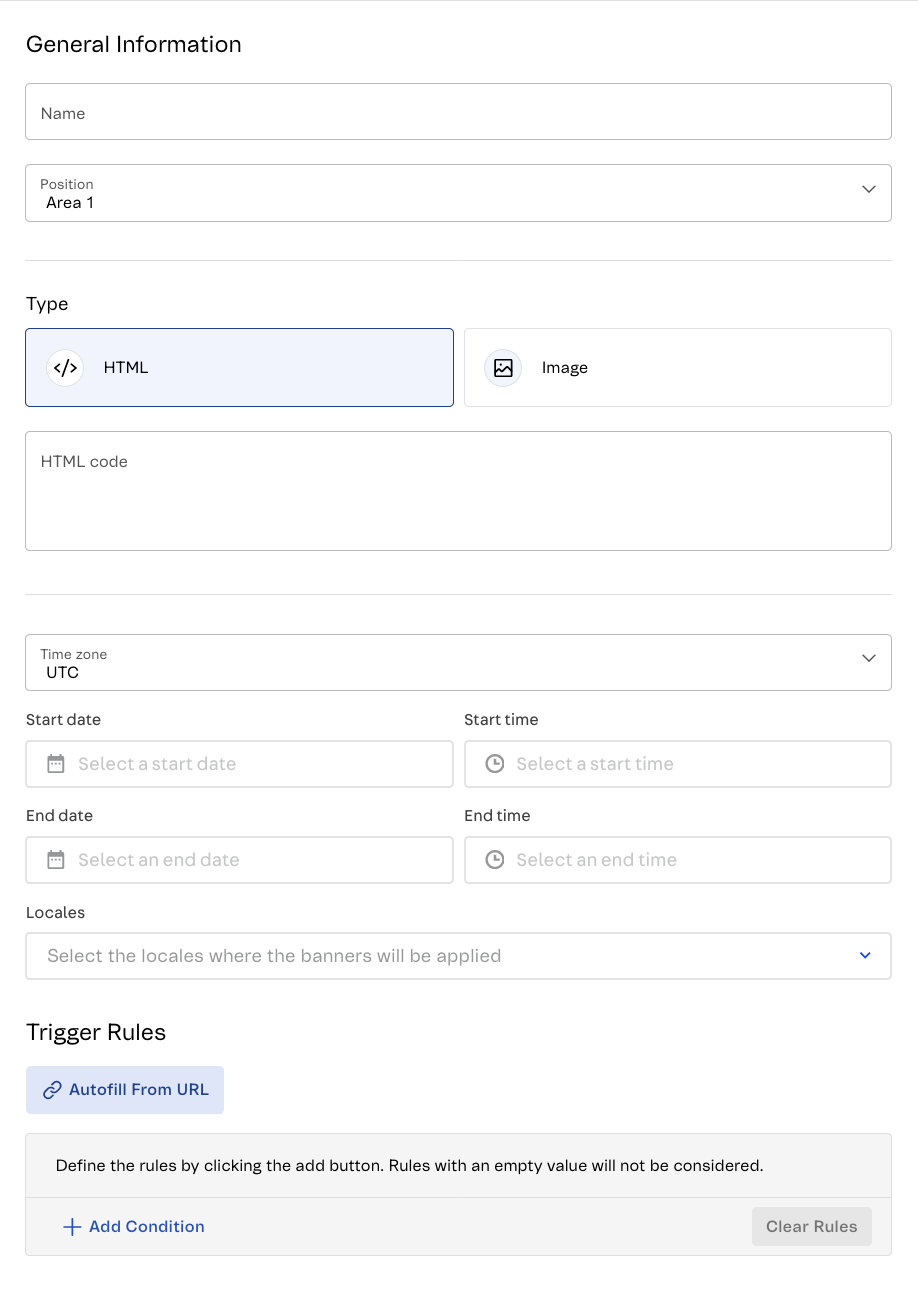 General Information
Name
Position
Area 1
Type
HTML
Image
HTML code
Time zone
UTC
Start date
Start time
Select a start date
Select a start time
End date
End time
Select an end date
Select an end time
Locales
Select the locales where the banners will be applied
Trigger Rules
Autofill From URL
Define the rules by clicking the add button. Rules with an empty value will not be considered.
Add Condition
Clear Rules